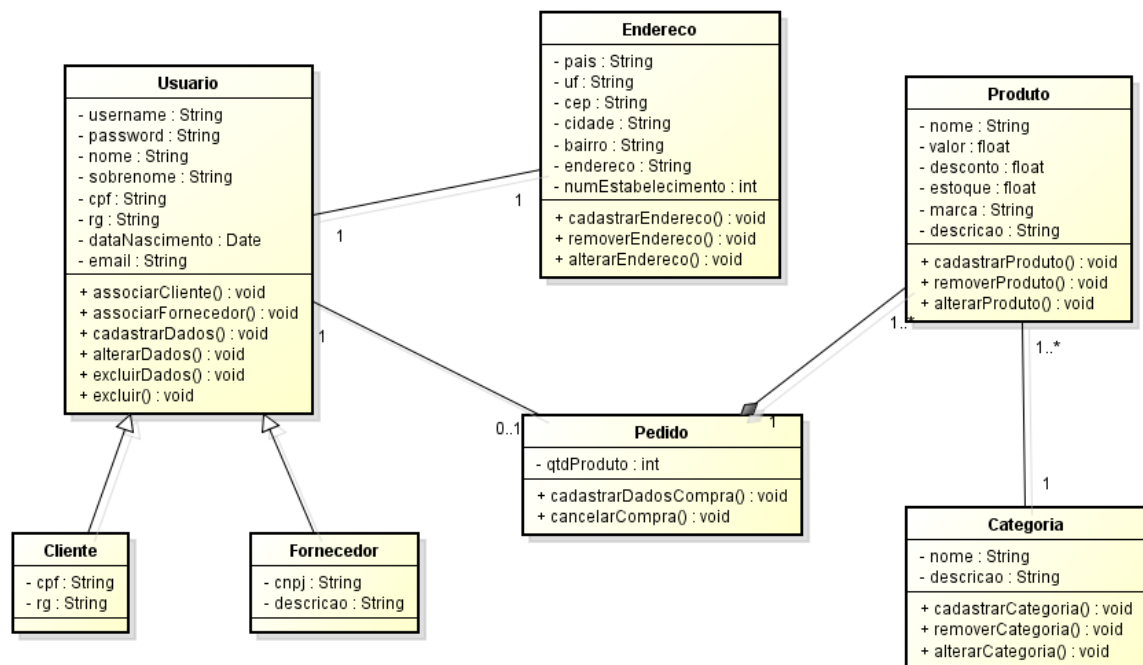 Usuario
- username : String
- password : String
- nome : String
- sobrenome : String
- cpf : String
- rg : String
- dataNascimento : Date
- email : String
+ associarCliente() : void
+ associarFornecedor() : void
+ cadastrarDados() : void
+ alterarDados() : void
+ excluirDados() : void
+ excluir() : void
Endereco
- pais : String
- uf : String
- cep : String
- cidade : String
- bairro : String
- endereco : String
- numEstabelecimento : int
+ cadastrarEndereco() : void
+ removerEndereco() : void
+ alterarEndereco() : void
Produto
- nome : String
- valor : float
- desconto : float
- estoque : float
- marca : String
- descricao : String
+ cadastrarProduto() : void
+ removerProduto() : void
+ alterarProduto() : void
1
1
1
0..1
1..*
1
1..*
1
Pedido
- qtdProduto : int
+ cadastrarDadosCompra() : void
+ cancelarCompra() : void
Cliente
- cpf : String
- rg : String
Fornecedor
- cnpj : String
- descricao : String
Categoria
- nome : String
- descricao : String
+ cadastrarCategoria() : void
+ removerCategoria() : void
+ alterarCategoria() : void